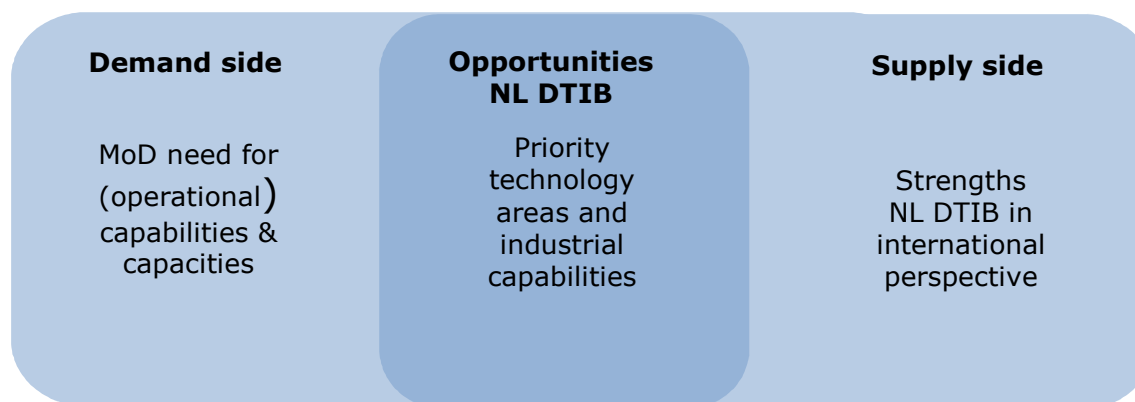 Demand side
MoD need for
(operational)
capabilities &
capacities
Opportunities
NL DTIB
Priority
technology
areas and
industrial
capabilities
Supply side
Strengths
NL DTIB in
international
perspective